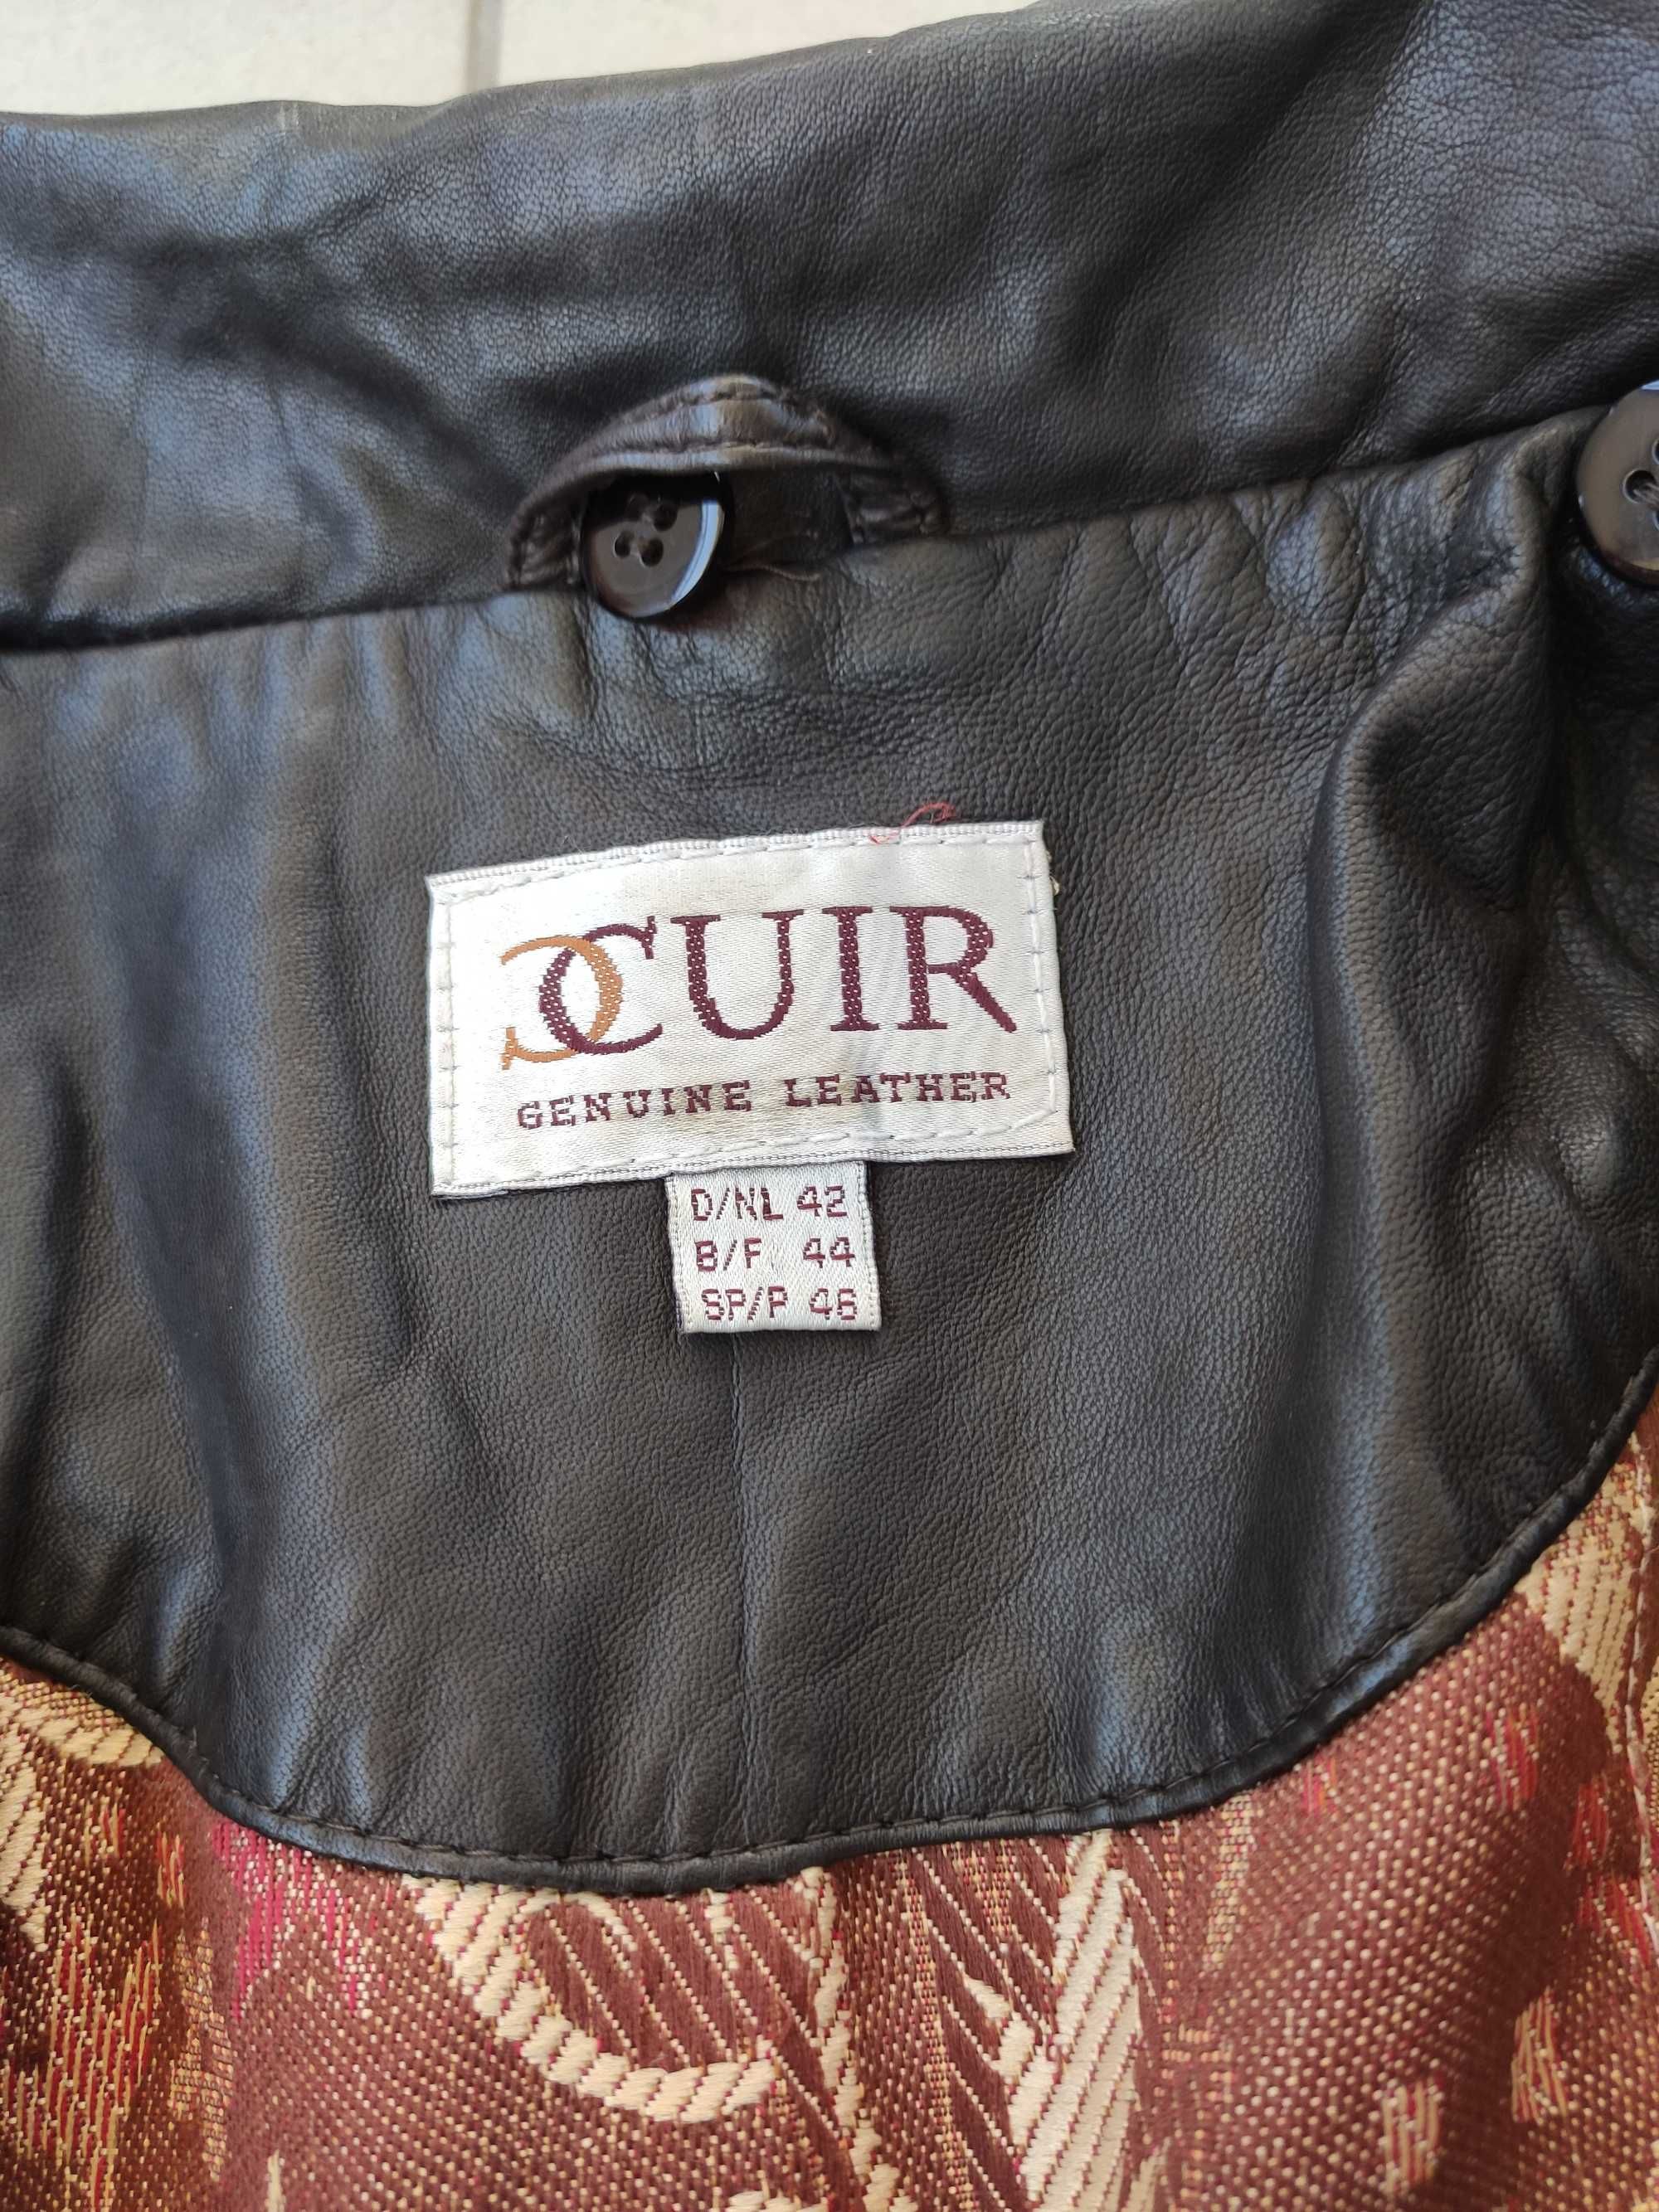 CUIR
GENUINE LEATHER
D/NL 42
B/F 44
SP/P 46